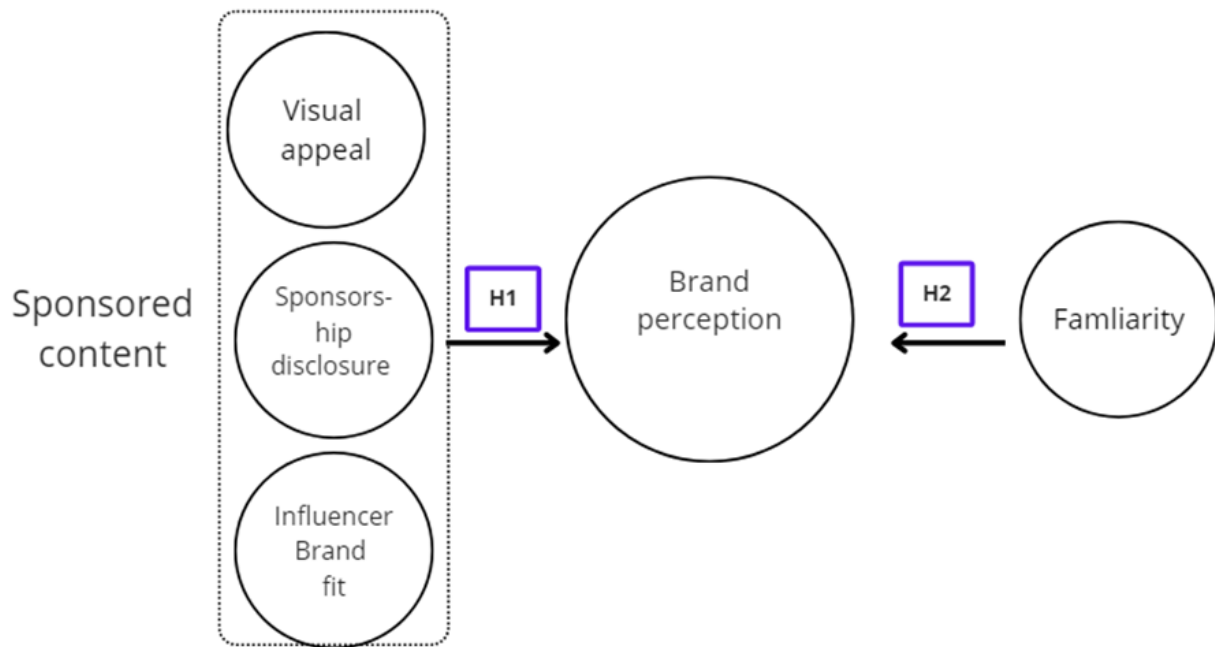 Visual
appeal
Sponsored
content
Sponsors-
hip
disclosure
Influencer
Brand
fit
H1
Brand
perception
H2
Famliarity